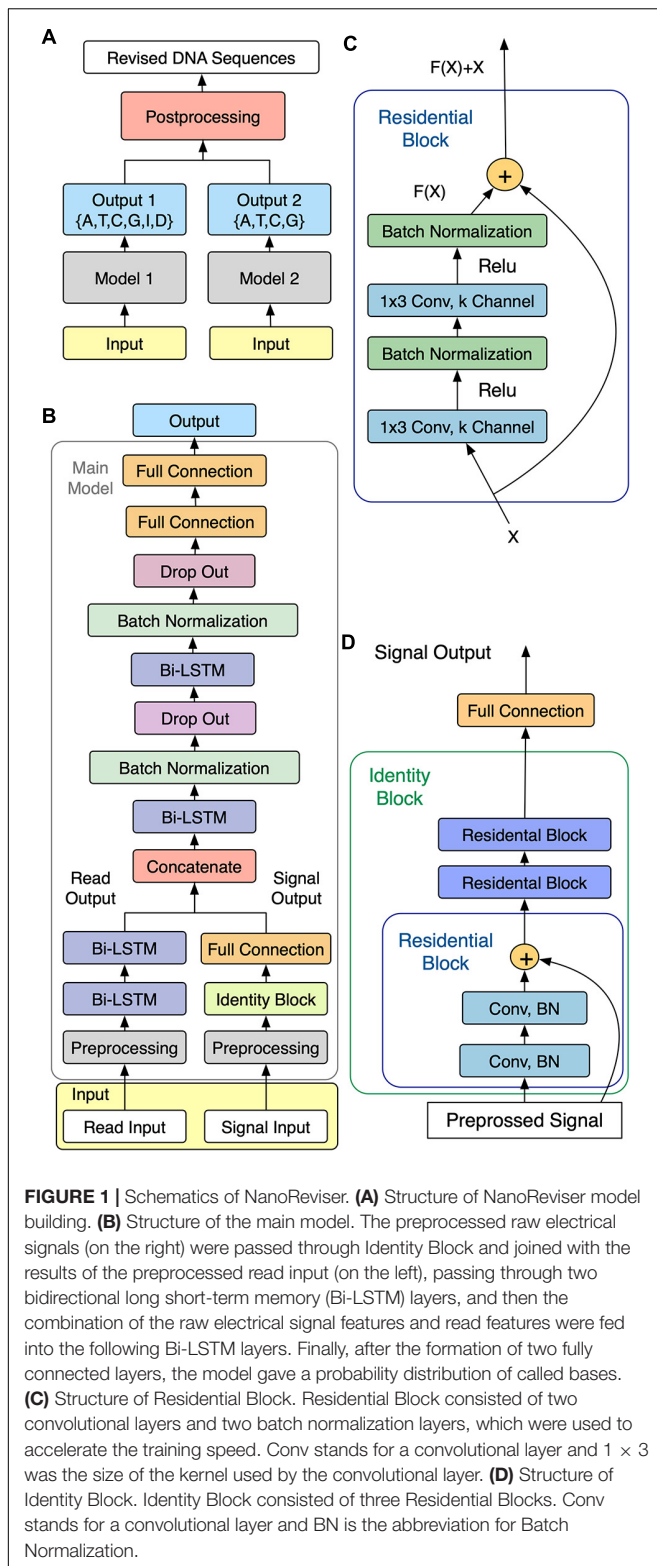 A
Revised DNA Sequences
Postprocessing
Output 1
{A,T,C,G,I,D}
Output 2
{A,T,C,G}
Model 1
Model 2
Input
Input
B
Output
Main
Model
Full Connection
Full Connection
Drop Out
Batch Normalization
Bi-LSTM
Drop Out
Batch Normalization
Bi-LSTM
Concatenate
Read
Output
Signal
Output
Bi-LSTM
Full Connection
Bi-LSTM
Identity Block
Preprocessing
Preprocessing
Input
Read Input
Signal Input
C
F(X)+X
Residential
Block
+
F(X)
Batch Normalization
Relu
1x3 Conv, k Channel
Batch Normalization
Relu
1x3 Conv, k Channel
X
D
Signal Output
Full Connection
Identity
Block
Residental Block
Residental Block
Residential
Block
+
Conv, BN
Conv, BN
Preprossed Signal
FIGURE 1 | Schematics of NanoReviser. (A) Structure of NanoReviser model
building. (B) Structure of the main model. The preprocessed raw electrical
signals (on the right) were passed through Identity Block and joined with the
results of the preprocessed read input (on the left), passing through two
bidirectional long short-term memory (Bi-LSTM) layers, and then the
combination of the raw electrical signal features and read features were fed
into the following Bi-LSTM layers. Finally, after the formation of two fully
connected layers, the model gave a probability distribution of called bases.
(C) Structure of Residential Block. Residential Block consisted of two
convolutional layers and two batch normalization layers, which were used to
accelerate the training speed. Conv stands for a convolutional layer and 1 × 3
was the size of the kernel used by the convolutional layer. (D) Structure of
Identity Block. Identity Block consisted of three Residential Blocks. Conv
stands for a convolutional layer and BN is the abbreviation for Batch
Normalization.